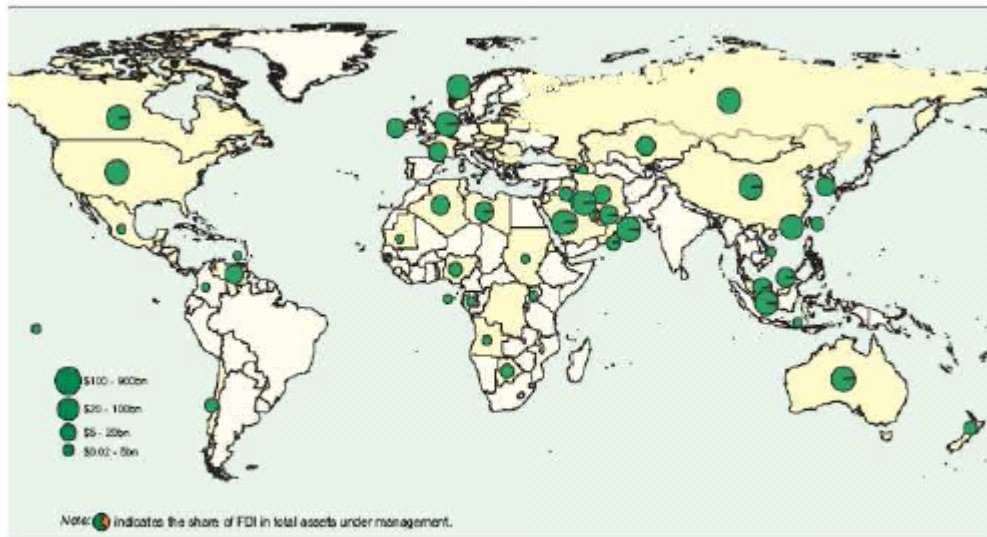 $100 - 900bn
$20 - 100bn
$5 - 20bn
$0.02 - 5bn
Note: indicates the share of FDI in total assets under management.